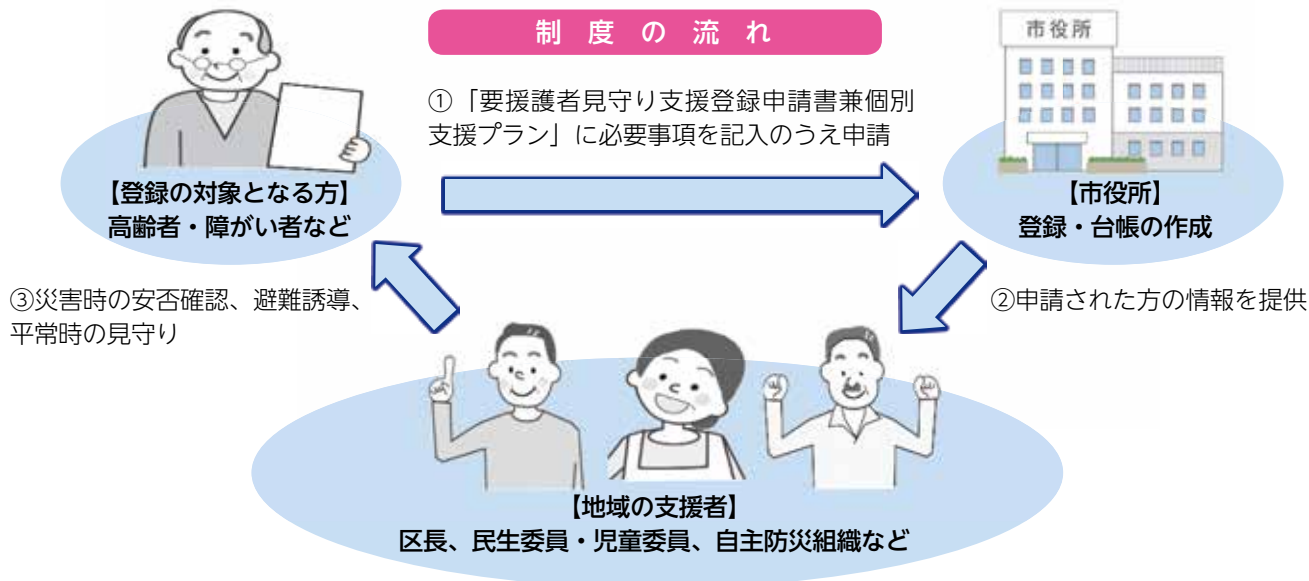 制度の流れ
市役所
①「要援護者見守り支援登録申請書兼個別
支援プラン」に必要事項を記入のうえ申請
【登録の対象となる方】
高齢者・障がい者など
【市役所】
登録・台帳の作成
③災害時の安否確認、避難誘導、
平常時の見守り
②申請された方の情報を提供
【地域の支援者】
区長、民生委員・児童委員、自主防災組織など